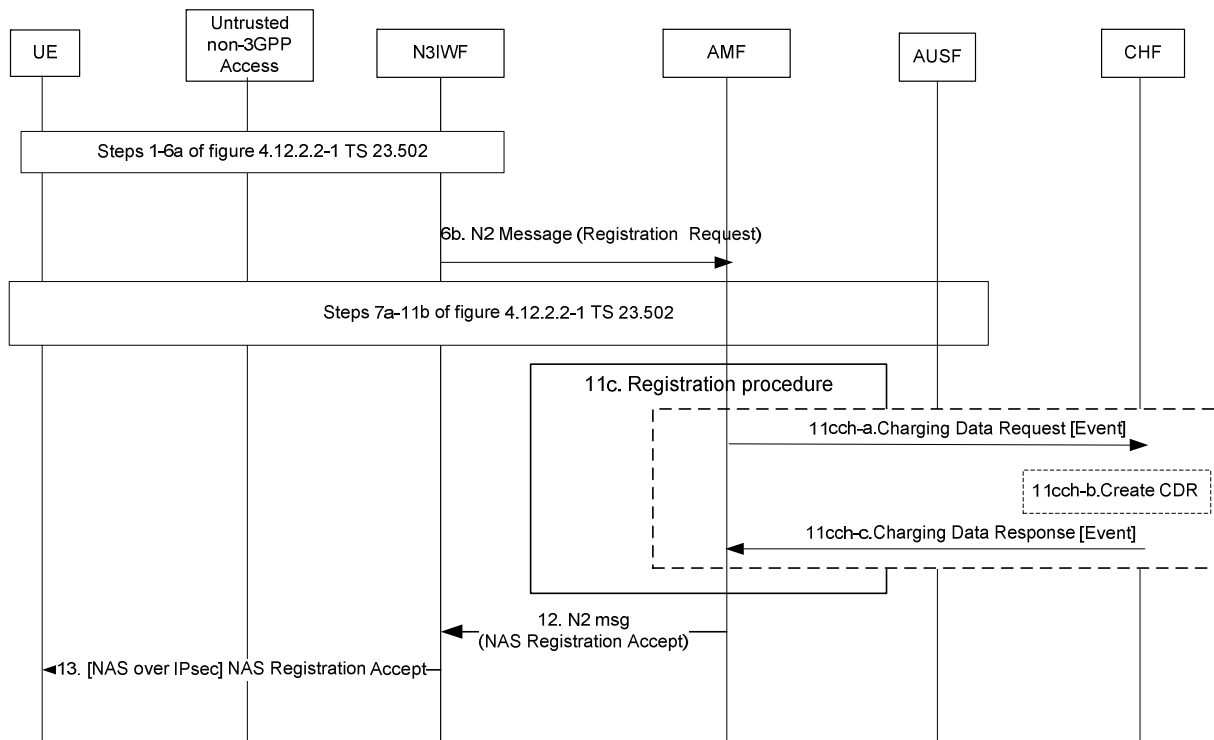 UE
Untrusted
non-3GPP
Access
N3IWF
AMF
AUSF
CHF
Steps 1-6a of figure 4.12.2.2-1 TS 23.502
6b. N2 Message (Registration Request)
Steps 7a-11b of figure 4.12.2.2-1 TS 23.502
11c. Registration procedure
11cch-a.Charging Data Request [Event]
11cch-b.Create CDR
11cch-c.Charging Data Response [Event]
12. N2 msg
(NAS Registration Accept)
13. [NAS over IPsec] NAS Registration Accept